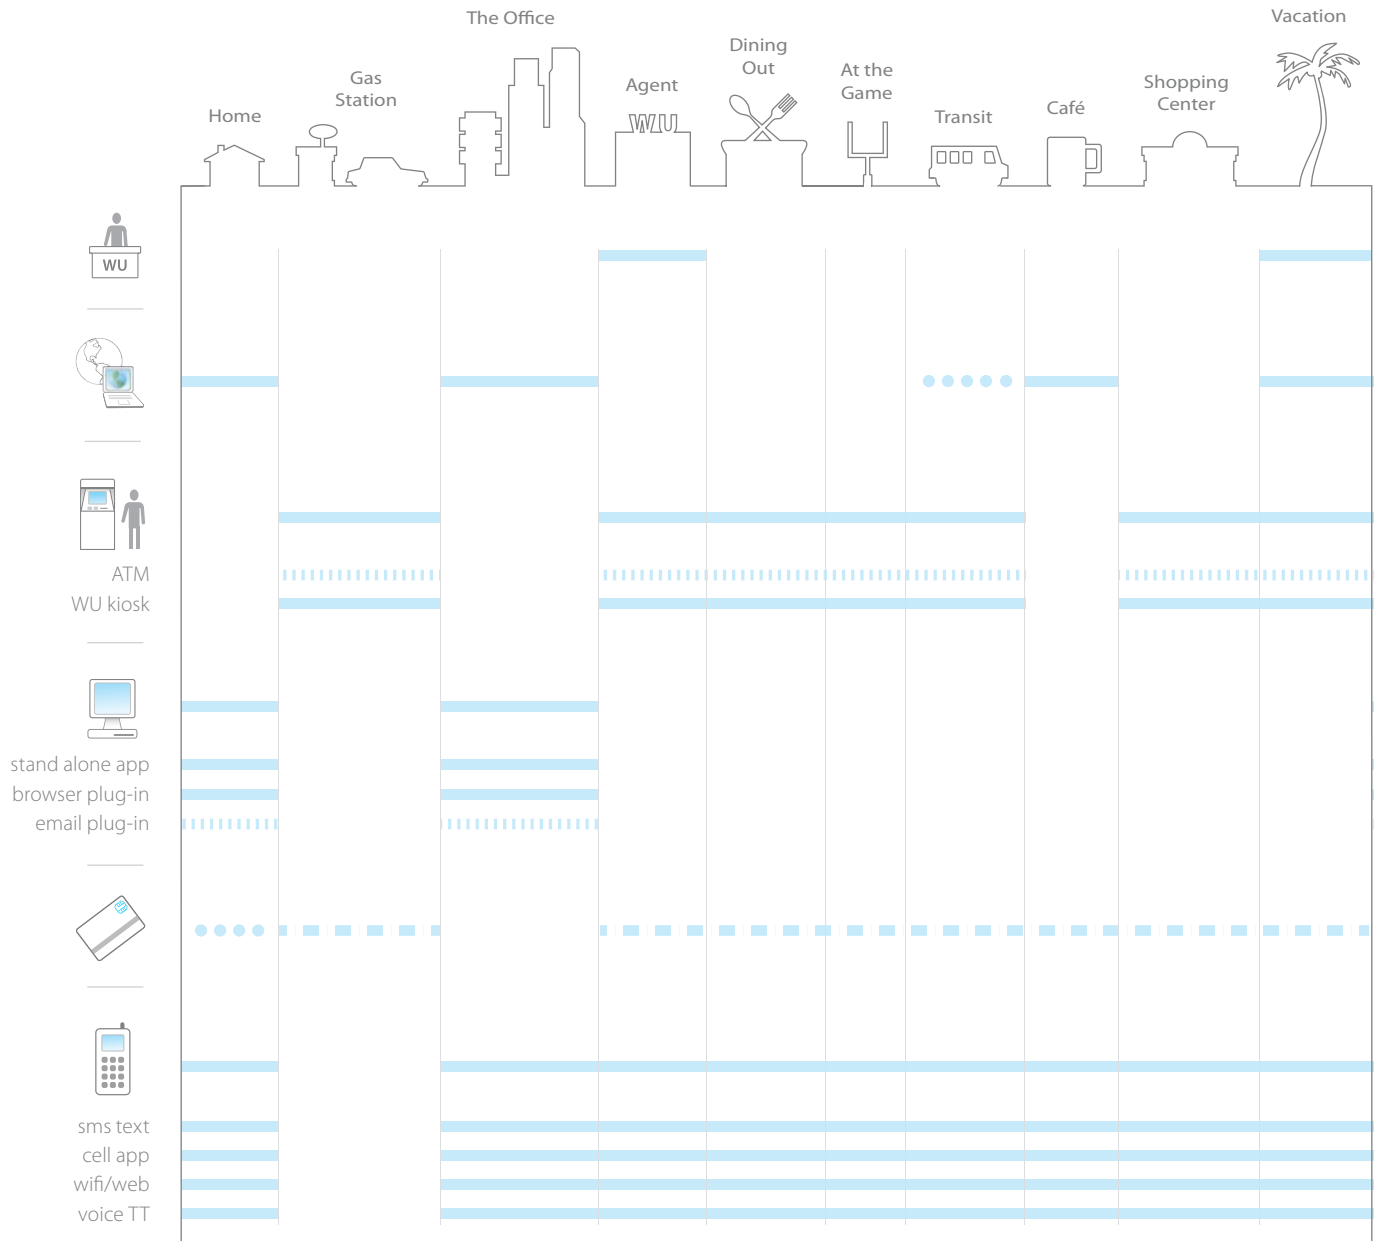 The Office
Vacation
Dining
Out
Gas
Station
At the
Game
Agent
Shopping
Center
Home
Transit
Café
WU
WU
ATM
WU kiosk
stand alone app
browser plug-in
email plug-in
sms text
cell app
wifi/web
voice TT